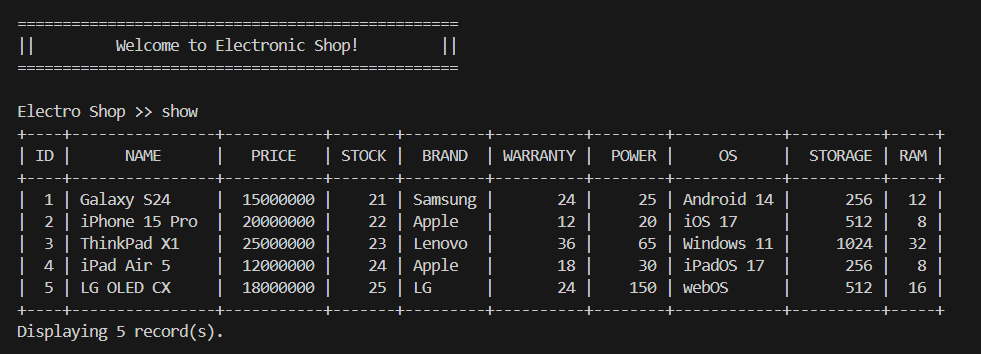 ================================================
||         Welcome to Electronic Shop!         ||
================================================
Electro Shop >> show
+----+----------------+-----------+-------+---------+----------+--------+------------+----------+-----+
| ID |      NAME      |   PRICE   | STOCK |  BRAND  | WARRANTY |  POWER |     OS     |  STORAGE | RAM |
+----+----------------+-----------+-------+---------+----------+--------+------------+----------+-----+
|  1 | Galaxy S24     |  15000000 |    21 | Samsung |       24 |     25 | Android 14 |      256 |  12 |
|  2 | iPhone 15 Pro  |  20000000 |    22 | Apple   |       12 |     20 | iOS 17     |      512 |   8 |
|  3 | ThinkPad X1    |  25000000 |    23 | Lenovo  |       36 |     65 | Windows 11 |     1024 |  32 |
|  4 | iPad Air 5     |  12000000 |    24 | Apple   |       18 |     30 | iPadOS 17  |      256 |   8 |
|  5 | LG OLED CX     |  18000000 |    25 | LG      |       24 |    150 | webOS      |      512 |  16 |
+----+----------------+-----------+-------+---------+----------+--------+------------+----------+-----+
Displaying 5 record(s).